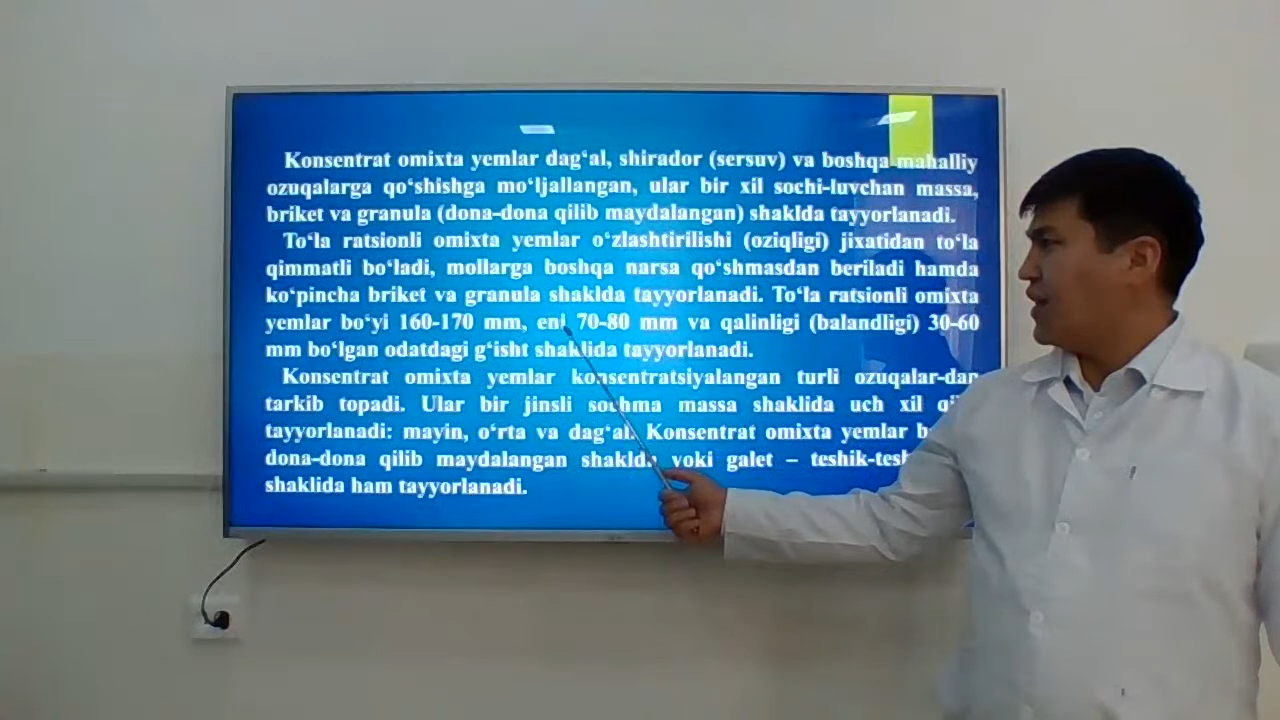 Konsentrat omixta yemlar dag‘al, shirador (sersuv) va boshqa mahalliy
ozuqalarga qo‘shishga mo‘ljallangan, ular bir xil sochi-luvchan massa,
briket va granula (dona-dona qilib maydalangan) shaklda tayyorlanadi.
To‘la ratsionli omixta yemlar o‘zlashtirilishi (oziqligi) jixatidan to‘la
qimmatli bo‘ladi, mollarga boshqa narsa qo‘shmasdan beriladi hamda
ko‘pincha briket va granula shaklda tayyorlanadi. To‘la ratsionli omixta
yemlar bo‘yi 160-170 mm, eni 70-80 mm va qalinligi (balandligi) 30-60
mm bo‘lgan odatdagi g‘isht shaklida tayyorlanadi.
Konsentrat omixta yemlar konsentratsiyalangan turli ozuqalar-dan
tarkib topadi. Ular bir jinsli sochma massa shaklida uch xil
tayyorlanadi: mayin, o‘rta va dag‘al. Konsentrat omixta yemlar
dona-dona qilib maydalangan shaklda yoki galet –
shaklida ham tayyorlanadi.